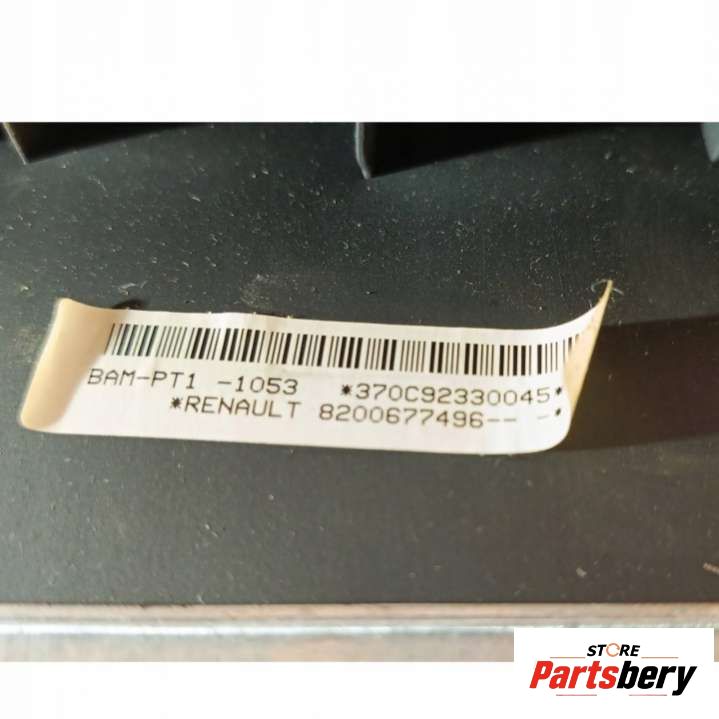 BAM-PT1 -1053 *370C92330045*
*RENAULT 8200677496-- -*
STORE
Partsbery